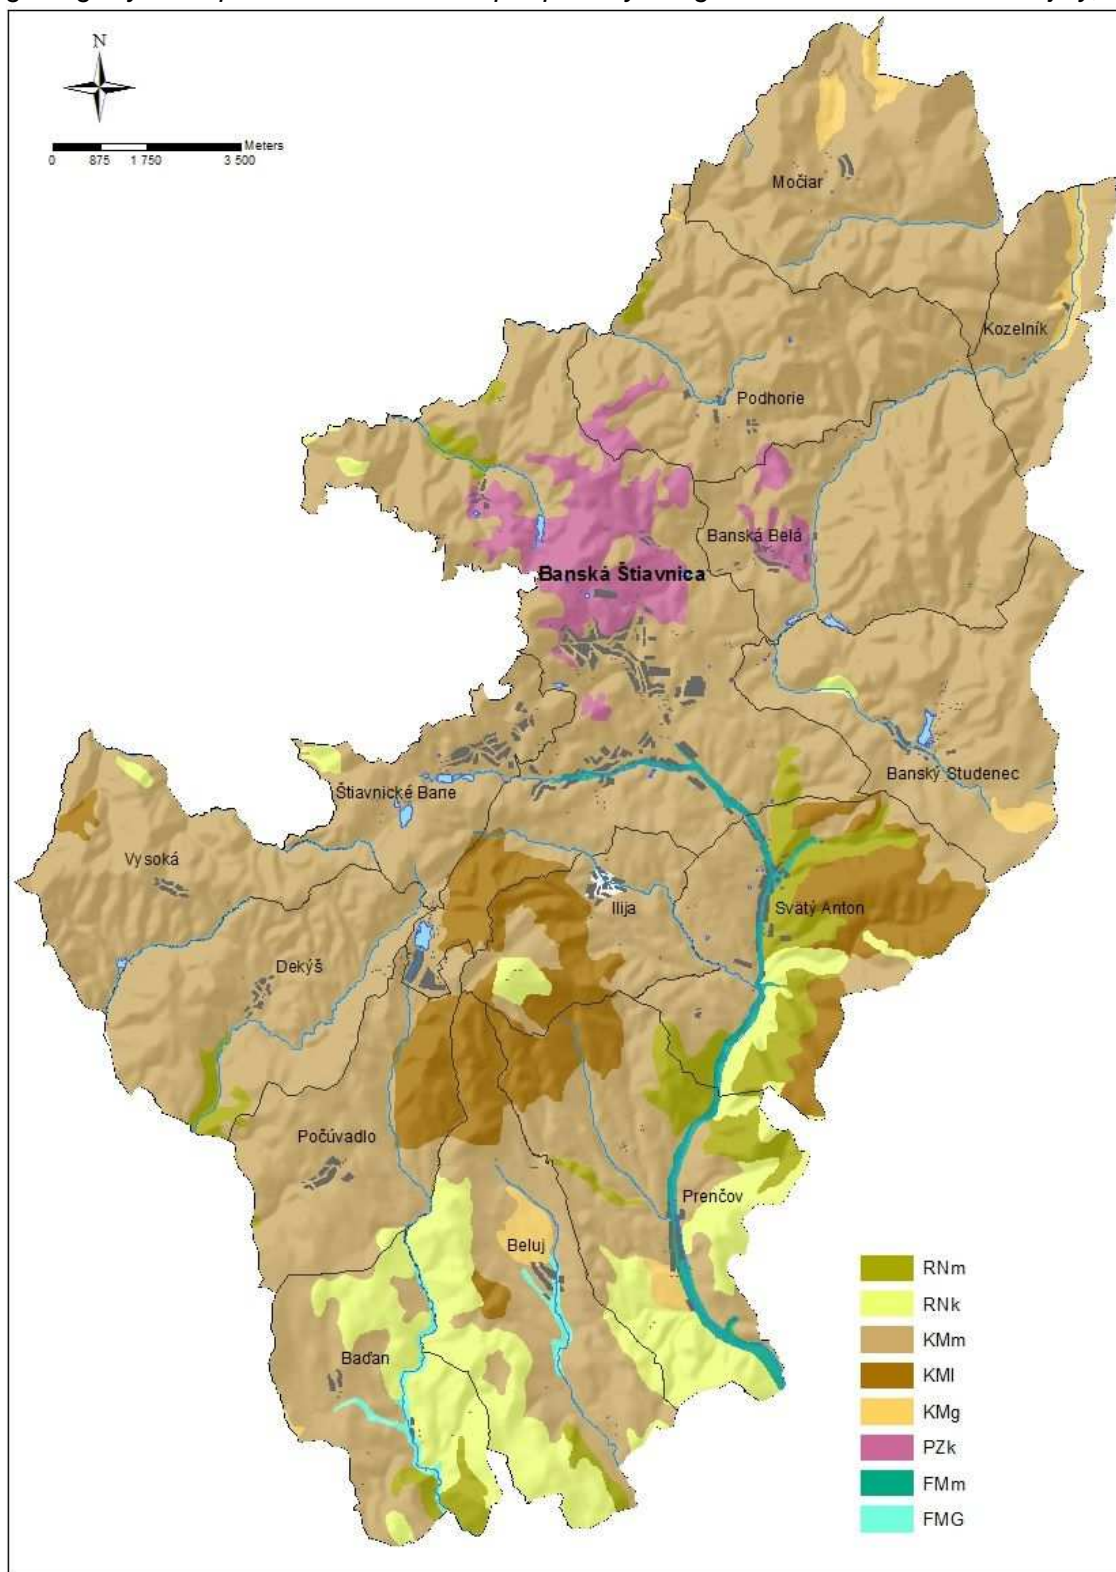 N
Meters
0 875 1 750 3 500
Močiar
Kozelník
Podhorie
Banská Belá
Banská Štiavnica
Banský Studenec
Štiavnické Bane
Vysoká
Ilija
Svätý Anton
Dekýš
Počúvadlo
Prenčov
Beluj
Baďan
RNm
RNk
KMm
KMl
KMg
PZk
FMm
FMG